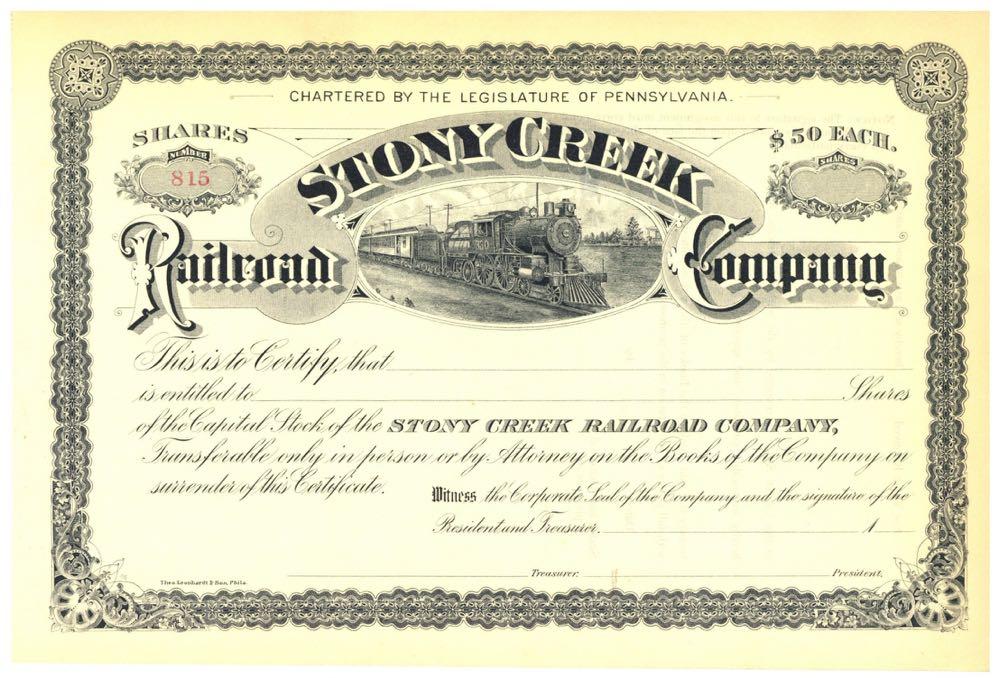 CHARTERED BY THE LEGISLATURE OF PENNSYLVANIA.
SHARES
$50 EACH.
NUMBER
815
SHARES
STONY CREEK
Railroad Company
This is to Certify, that
is entitled to Shares
of the Capital Stock of the STONY CREEK RAILROAD COMPANY,
Transferable only in person or by Attorney on the Books of the Company on
surrender of this Certificate.
Witness the Corporate Seal of the Company and the signature of the
President and Treasurer. 1
Treasurer. President.
Theo. Leonhardt & Son, Phila.